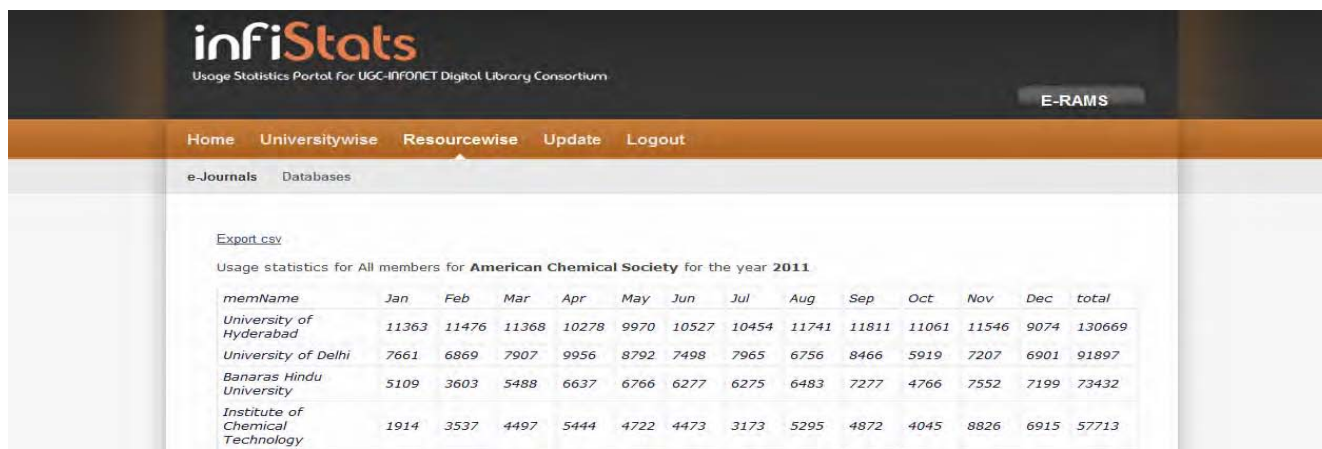 infiStats
Usage Statistics Portal for UGC-INFONET Digital Library Consortium
E-RAMS
Home Universitywise Resourcewise Update Logout
e-Journals Databases
Export csv
Usage statistics for All members for American Chemical Society for the year 2011
memName Jan Feb Mar Apr May Jun Jul Aug Sep Oct Nov Dec total
University of
Hyderabad 11363 11476 11368 10278 9970 10527 10454 11741 11811 11061 11546 9074 130669
University of Delhi 7661 6869 7907 9956 8792 7498 7965 6756 8466 5919 7207 6901 91897
Banaras Hindu
University 5109 3603 5488 6637 6766 6277 6275 6483 7277 4766 7552 7199 73432
Institute of
Chemical 1914 3537 4497 5444 4722 4473 3173 5295 4872 4045 8826 6915 57713
Technology